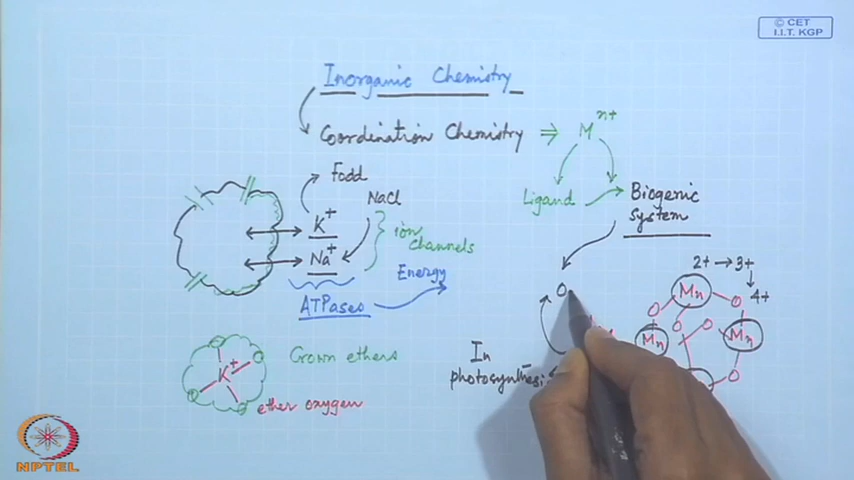 © CET
I.I.T. KGP
Inorganic Chemistry
Coordination Chemistry ⇒ M^n+
Food
NaCl
K+
Na+
ion
channels
Energy
ATPases
Ligand
Biogenic
system
2+ → 3+
4+
O
Mn
O
O
O
O
Mn
Mn
O
K+
Crown ethers
ether oxygen
In
photosynthesi
NPTEL